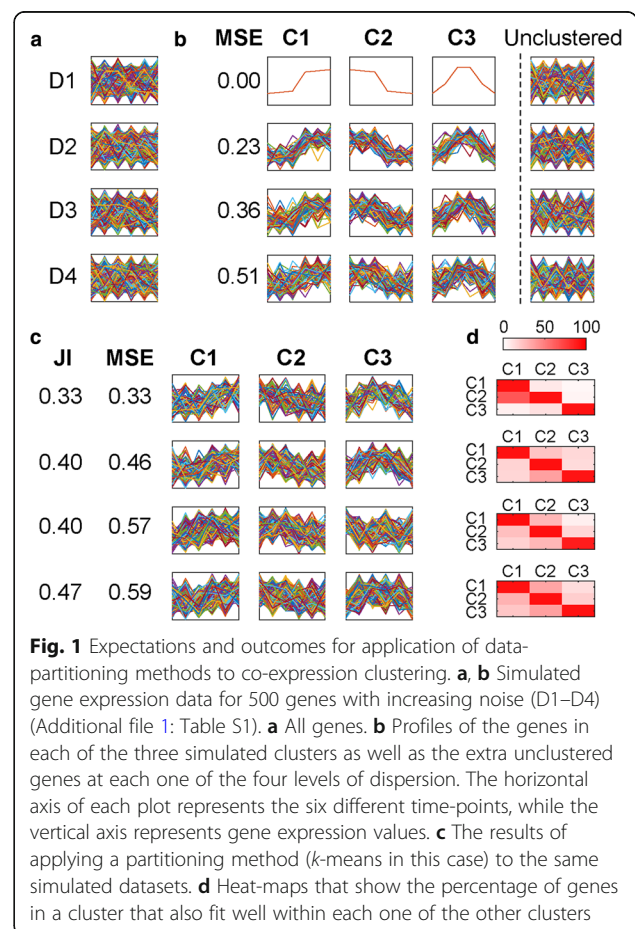 a b MSE C1 C2 C3 Unclustered
D1 0.00
D2 0.23
D3 0.36
D4 0.51
c d
0 50 100
JI MSE C1 C2 C3
C1 C2 C3
C1
C2
C3
0.33 0.33
C1 C2 C3
C1
C2
C3
0.40 0.46
C1 C2 C3
C1
C2
C3
0.40 0.57
C1 C2 C3
C1
C2
C3
0.47 0.59
Fig. 1 Expectations and outcomes for application of data-
partitioning methods to co-expression clustering. a, b Simulated
gene expression data for 500 genes with increasing noise (D1–D4)
(Additional file 1: Table S1). a All genes. b Profiles of the genes in
each of the three simulated clusters as well as the extra unclustered
genes at each one of the four levels of dispersion. The horizontal
axis of each plot represents the six different time-points, while the
vertical axis represents gene expression values. c The results of
applying a partitioning method (k-means in this case) to the same
simulated datasets. d Heat-maps that show the percentage of genes
in a cluster that also fit well within each one of the other clusters